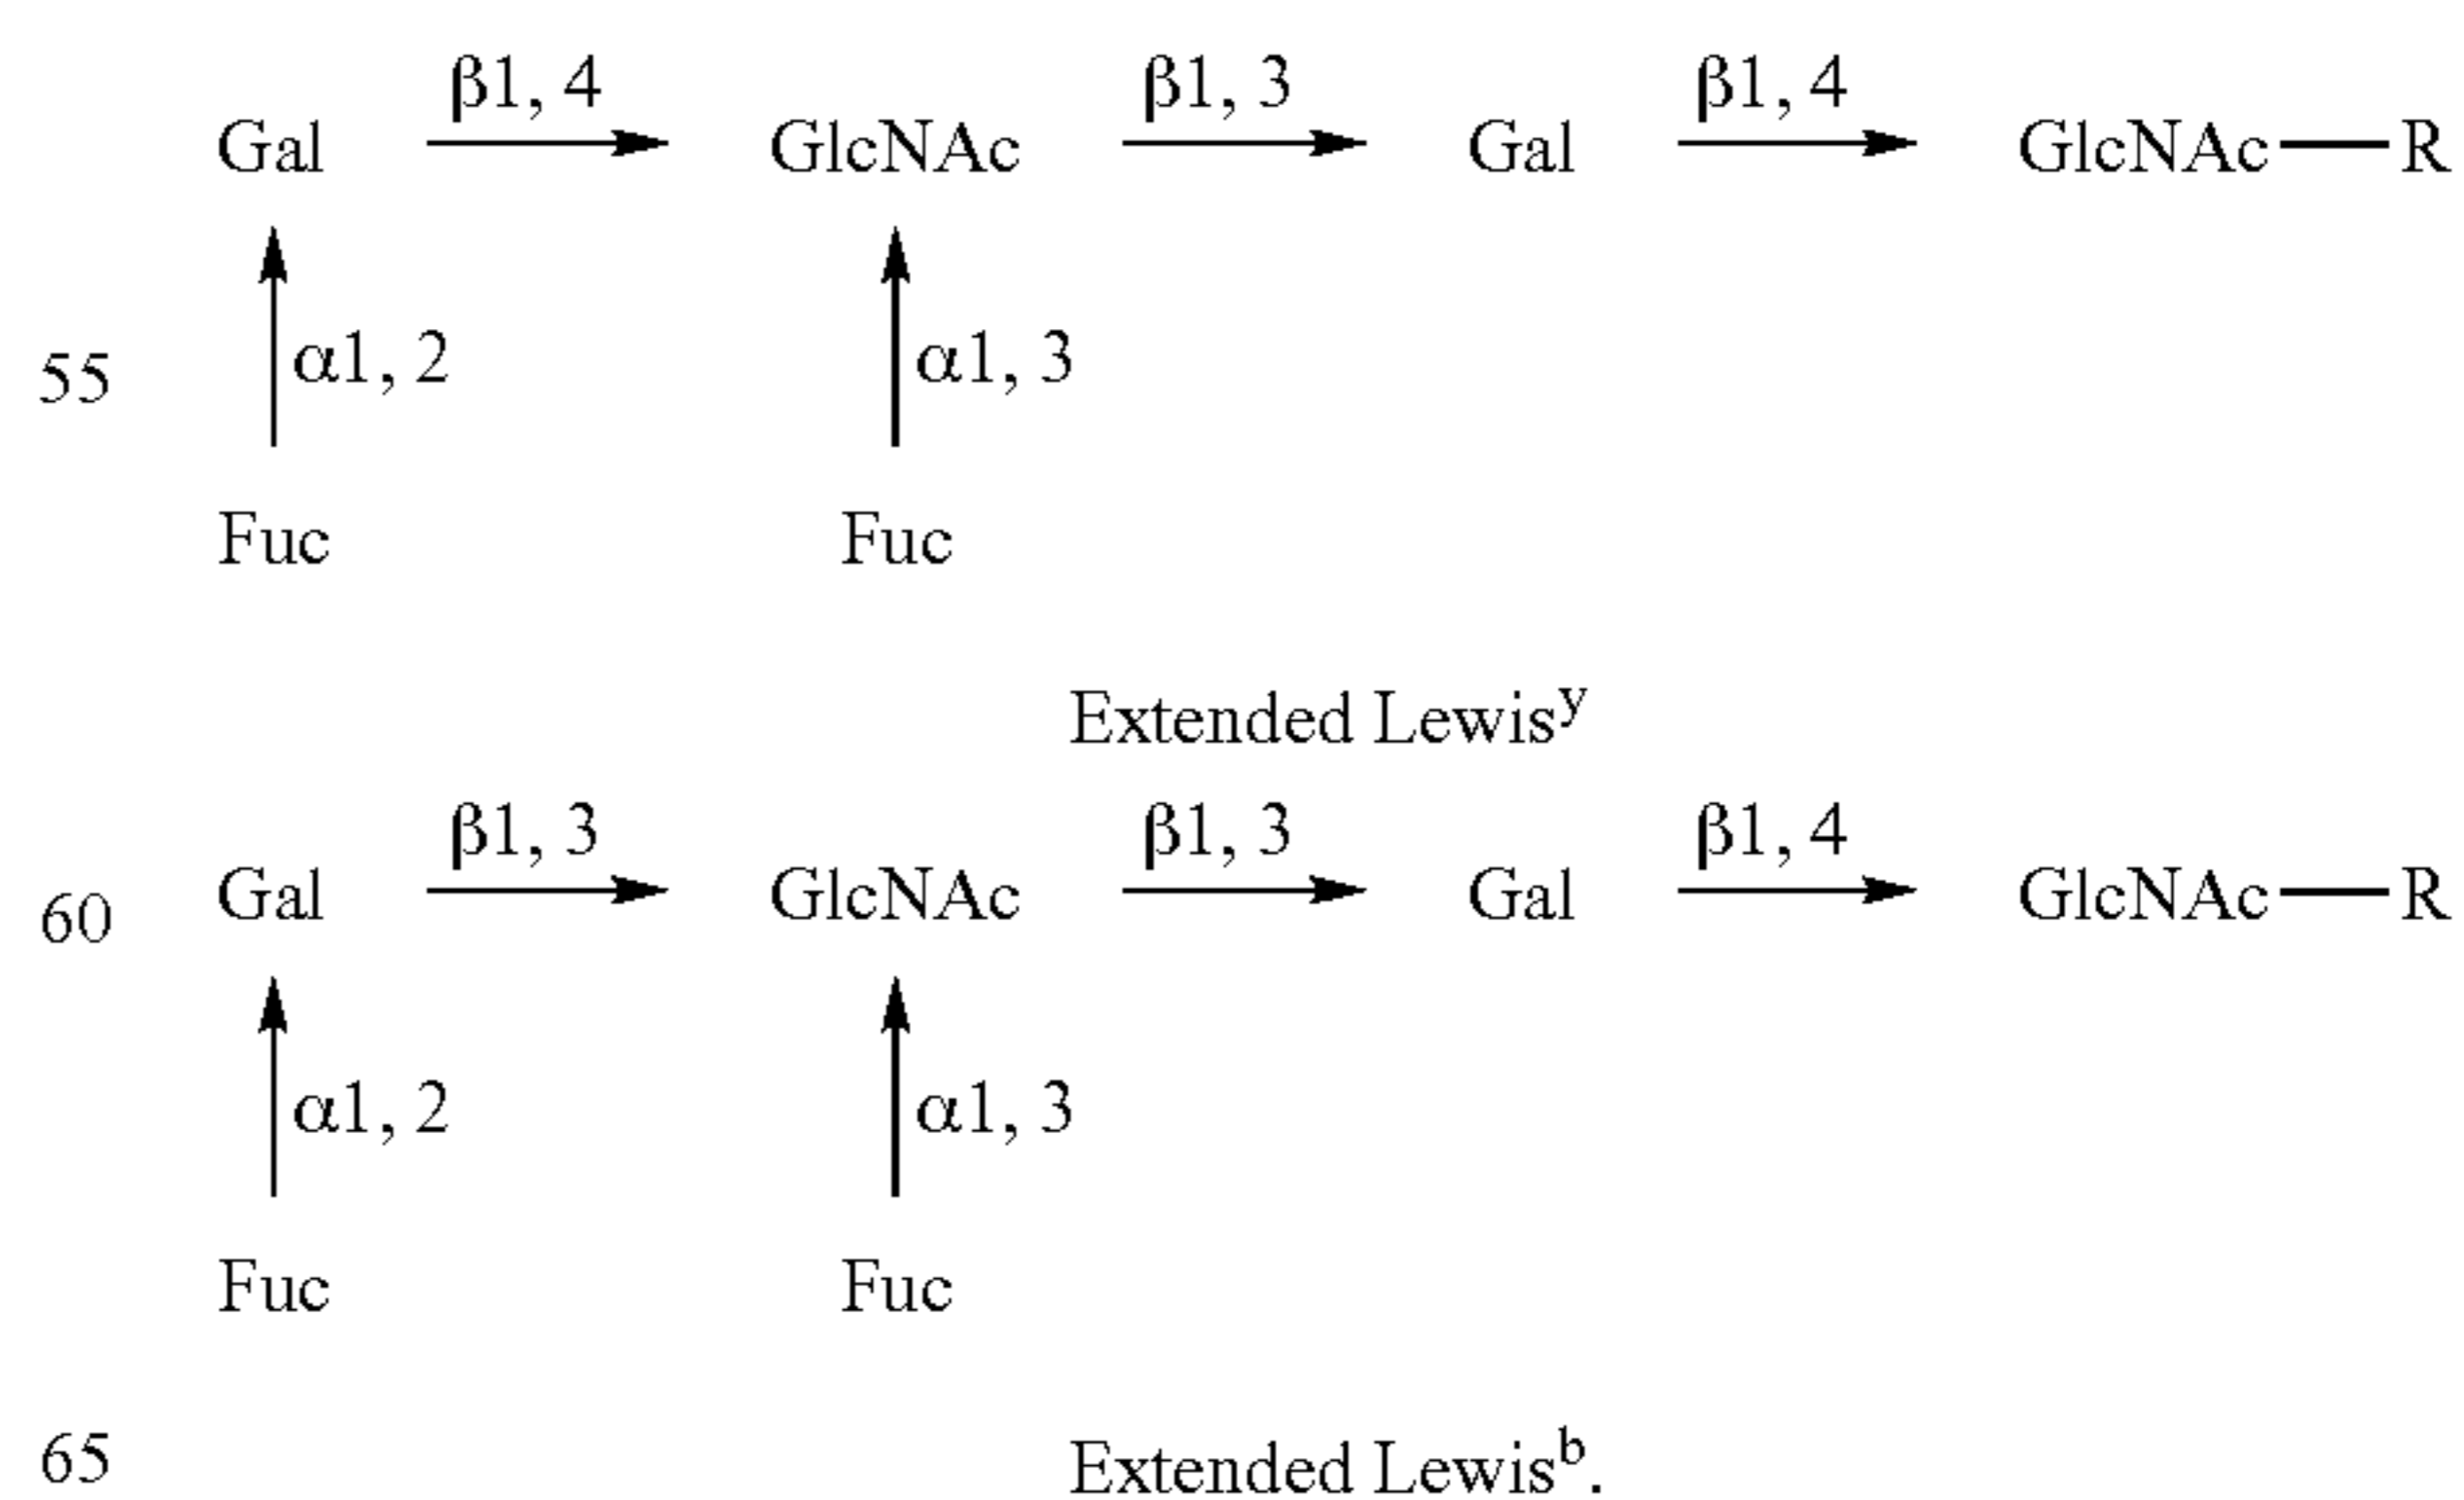 β1, 4 β1, 3 β1, 4
Gal GlcNAc Gal GlcNAc—R
55 α1, 2 α1, 3
Fuc Fuc
Extended Lewisʸ
β1, 3 β1, 3 β1, 4
60 Gal GlcNAc Gal GlcNAc—R
α1, 2 α1, 3
Fuc Fuc
65 Extended Lewisᵇ.